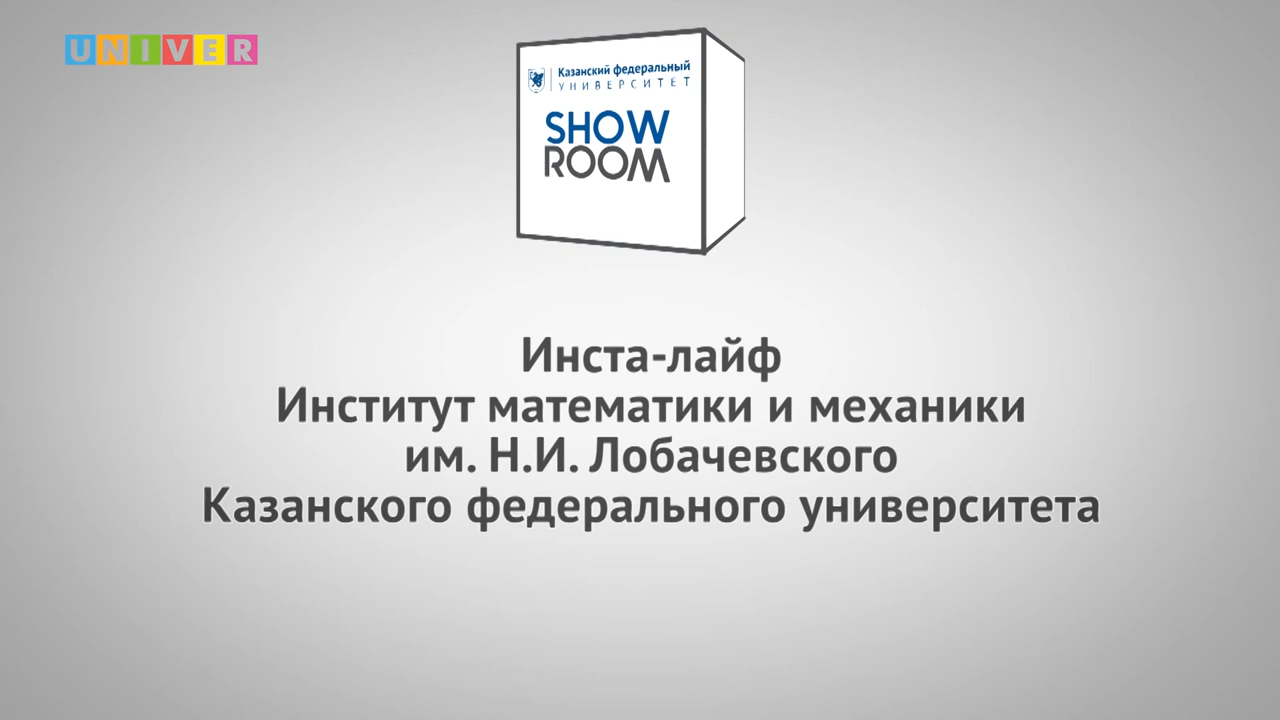 UNIVER
Казанский федеральный
УНИВЕРСИТЕТ
SHOW
ROOM
Инста-лайф
Институт математики и механики
им. Н.И. Лобачевского
Казанского федерального университета